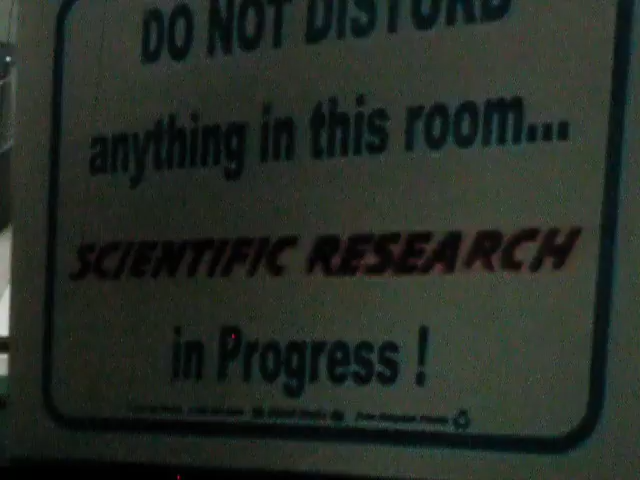 DO NOT DISTURB
anything in this room...
SCIENTIFIC RESEARCH
in Progress !